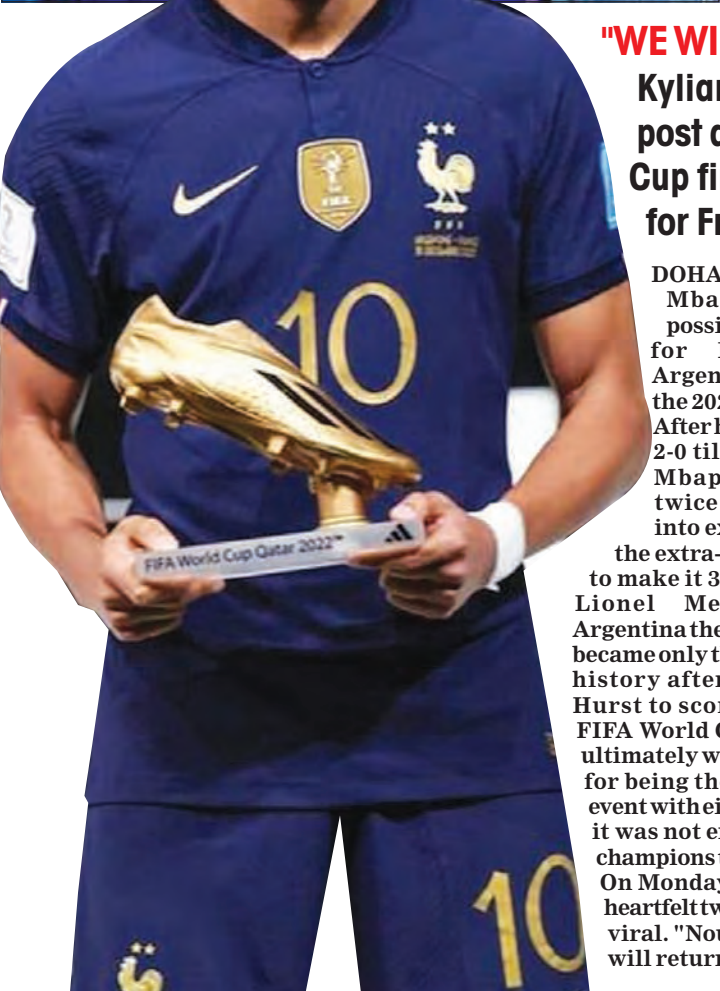 "WE WI
Kylian
post a
Cup fi
for Fr
FIFA
10
FIFA World Cup Qatar 2022™
10
DOHA
Mba
possi
for
Argen
the 202
After h
2-0 til
Mbap
twice
into ex
the extra-
to make it 3
Lionel Me
Argentina the
became only t
history after
Hurst to scor
FIFA World C
ultimately w
for being the
event with ei
it was not e
champions t
On Monday
heartfelt tw
viral. "Nou
will return